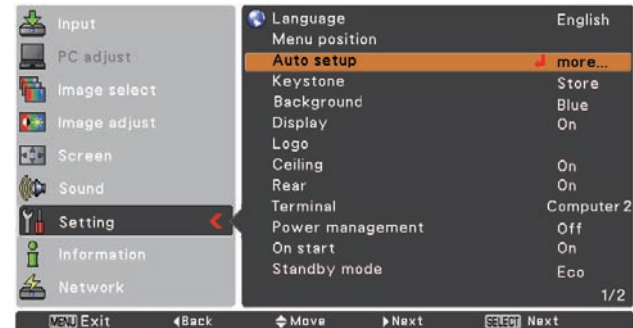 Input
PC adjust
Image select
Image adjust
Screen
Sound
Setting
Information
Network
Language English
Menu position
Auto setup more...
Keystone Store
Background Blue
Display On
Logo
Ceiling On
Rear On
Terminal Computer 2
Power management Off
On start On
Standby mode Eco
1/2
MENU Exit Back Move Next SELECT Next